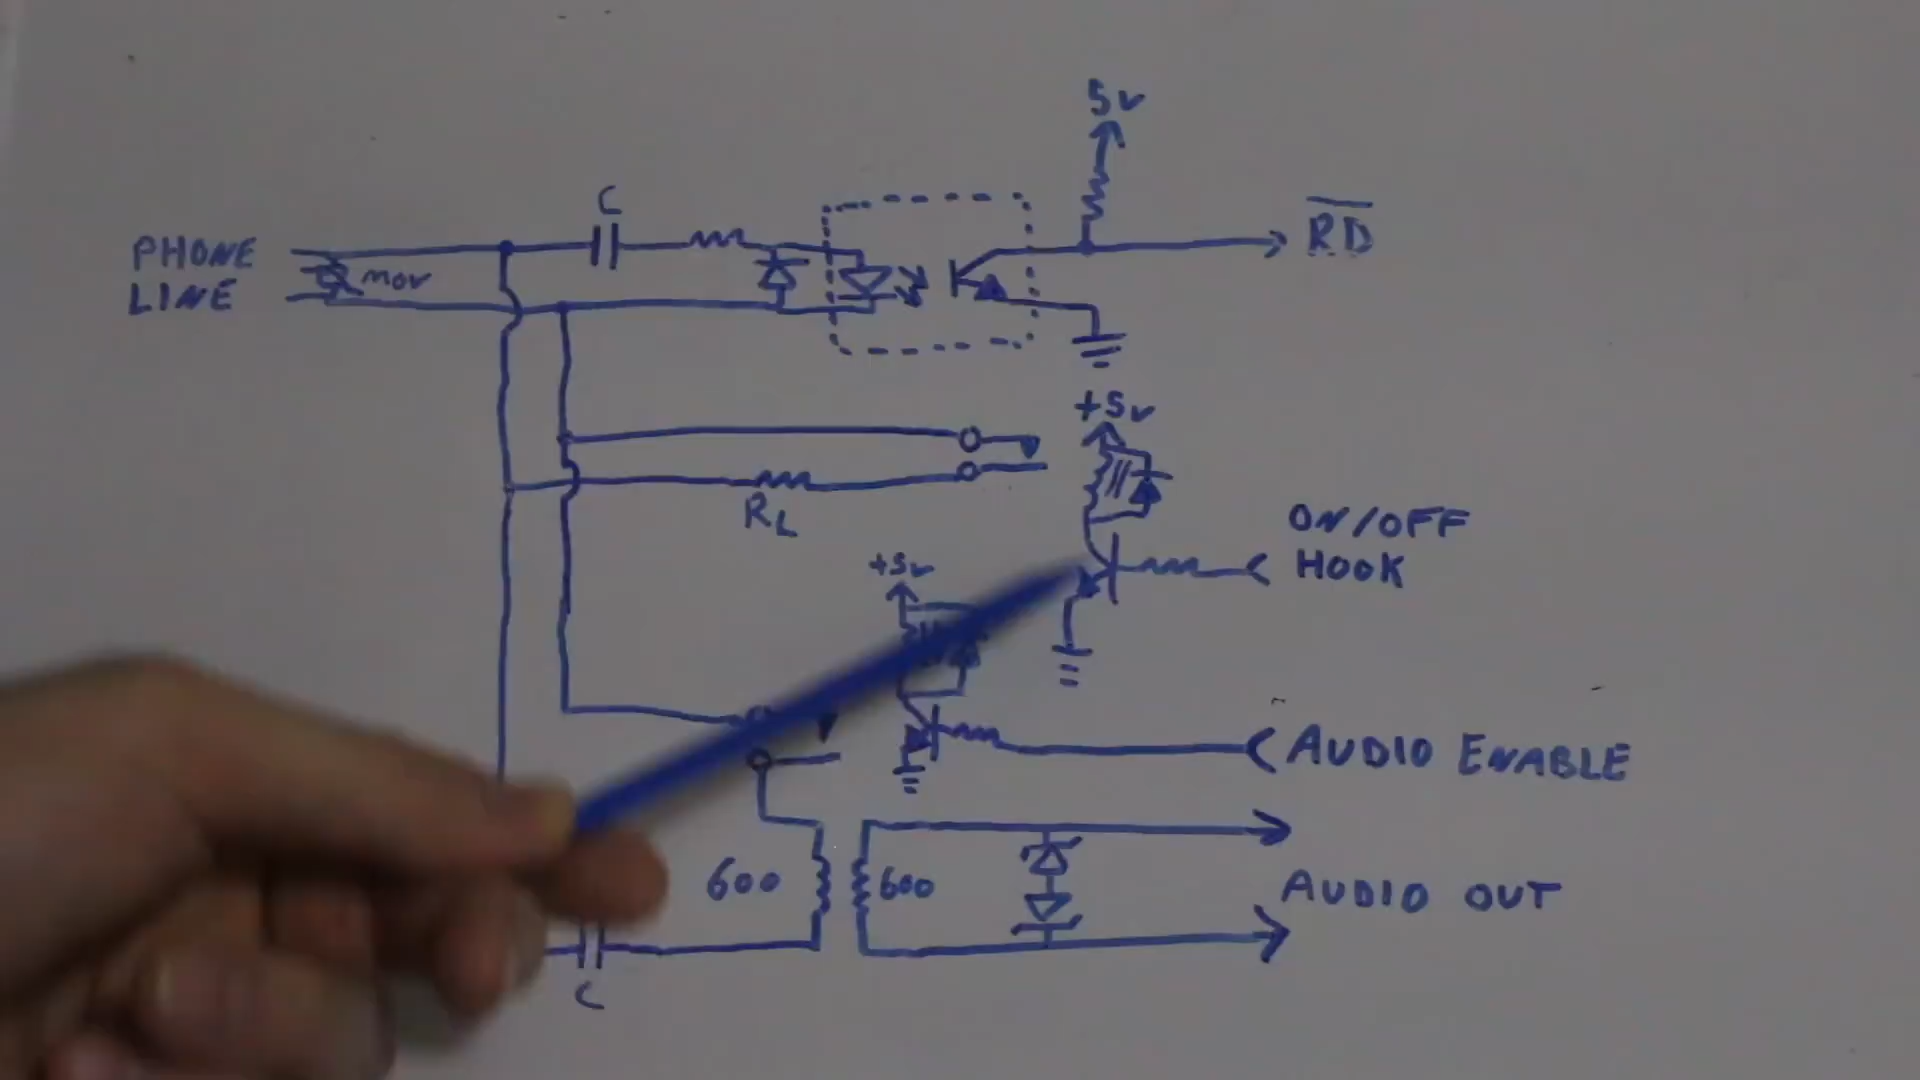 5v
C
PHONE
LINE
mov
RD
+5v
RL
ON/OFF
HOOK
+5v
AUDIO ENABLE
600
600
AUDIO OUT
C